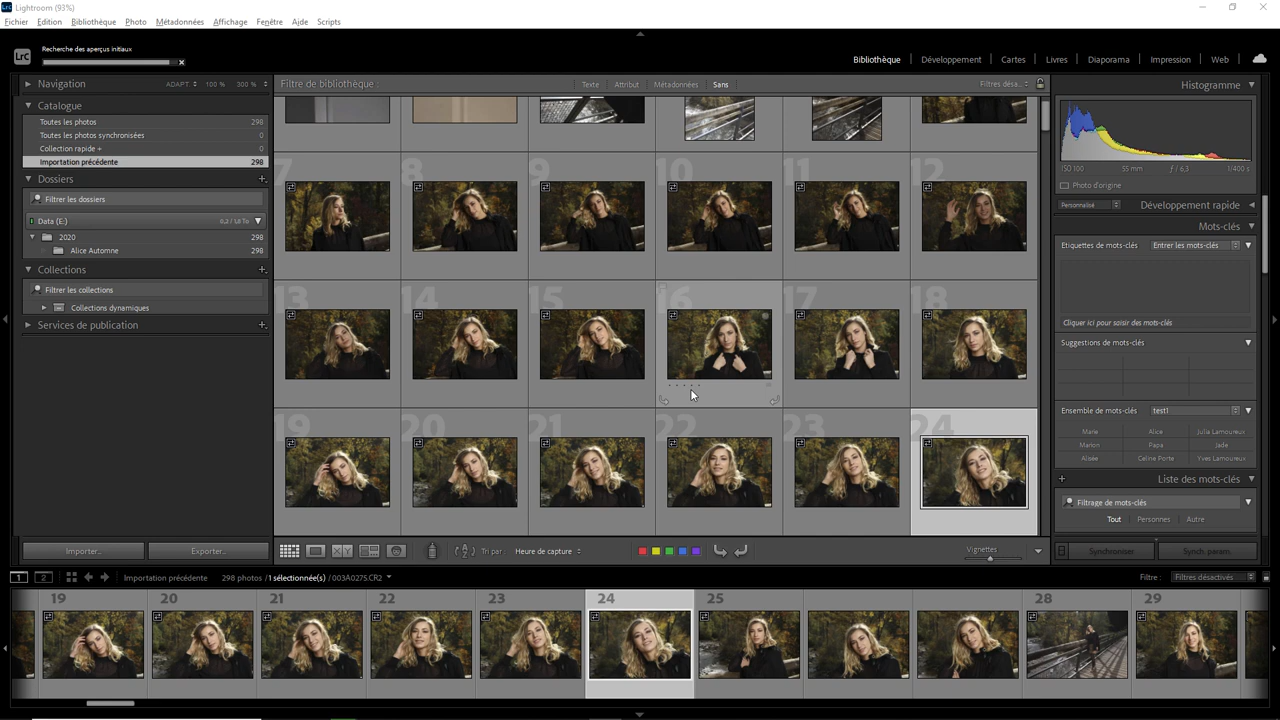 Lightroom (93%)
Fichier Edition Bibliothèque Photo Métadonnées Affichage Fenêtre Aide Scripts
LrC
Recherche des aperçus initiaux
Bibliothèque Développement Cartes Livres Diaporama Impression Web
Navigation ADAPT 100 % 300 %
Filtre de bibliothèque : Texte Attribut Métadonnées Sans Filtres désa...
Histogramme
Catalogue
Toutes les photos 298
Toutes les photos synchronisées 0
Collection rapide + 0
Importation précédente 298
ISO 100 55 mm ƒ / 6,3 1/400 s
Photo d'origine
Dossiers
Filtrer les dossiers
Personnalisé Développement rapide
Data (E:)
2020 298
Alice Automne 298
Mots-clés
Etiquettes de mots-clés Entrer les mots-clés
Collections
Filtrer les collections
Collections dynamiques
Services de publication
Cliquer ici pour saisir des mots-clés
Suggestions de mots-clés
7 8 9 10 11 12
13 14 15 16 17 18
19 20 21 22 23 24
Ensemble de mots-clés test1
Marie Alice Julia Lamoureux
Marion Papa Jade
Albée Celine Porte Yves Lamoureux
Liste des mots-clés
Filtrage de mots-clés
Tout Personnes Autre
Importer... Exporter...
XY
Tri par : Heure de capture
Vignettes
Synchroniser Synch. param.
1 2 Importation précédente 298 photos / 1 sélectionnée(s) / 003A0275.CR2
Filtre : Filtres désactivés
19 20 21 22 23 24 25 28 29